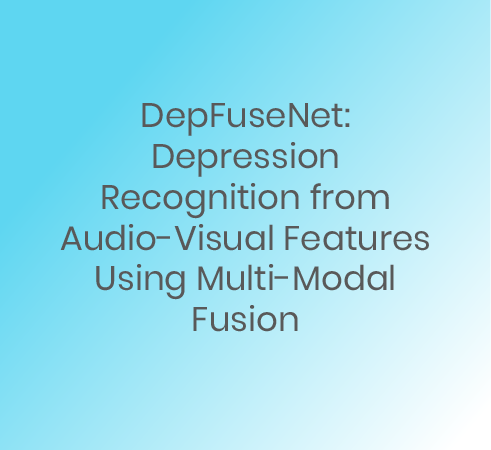 DepFuseNet:
Depression
Recognition from
Audio-Visual Features
Using Multi-Modal
Fusion